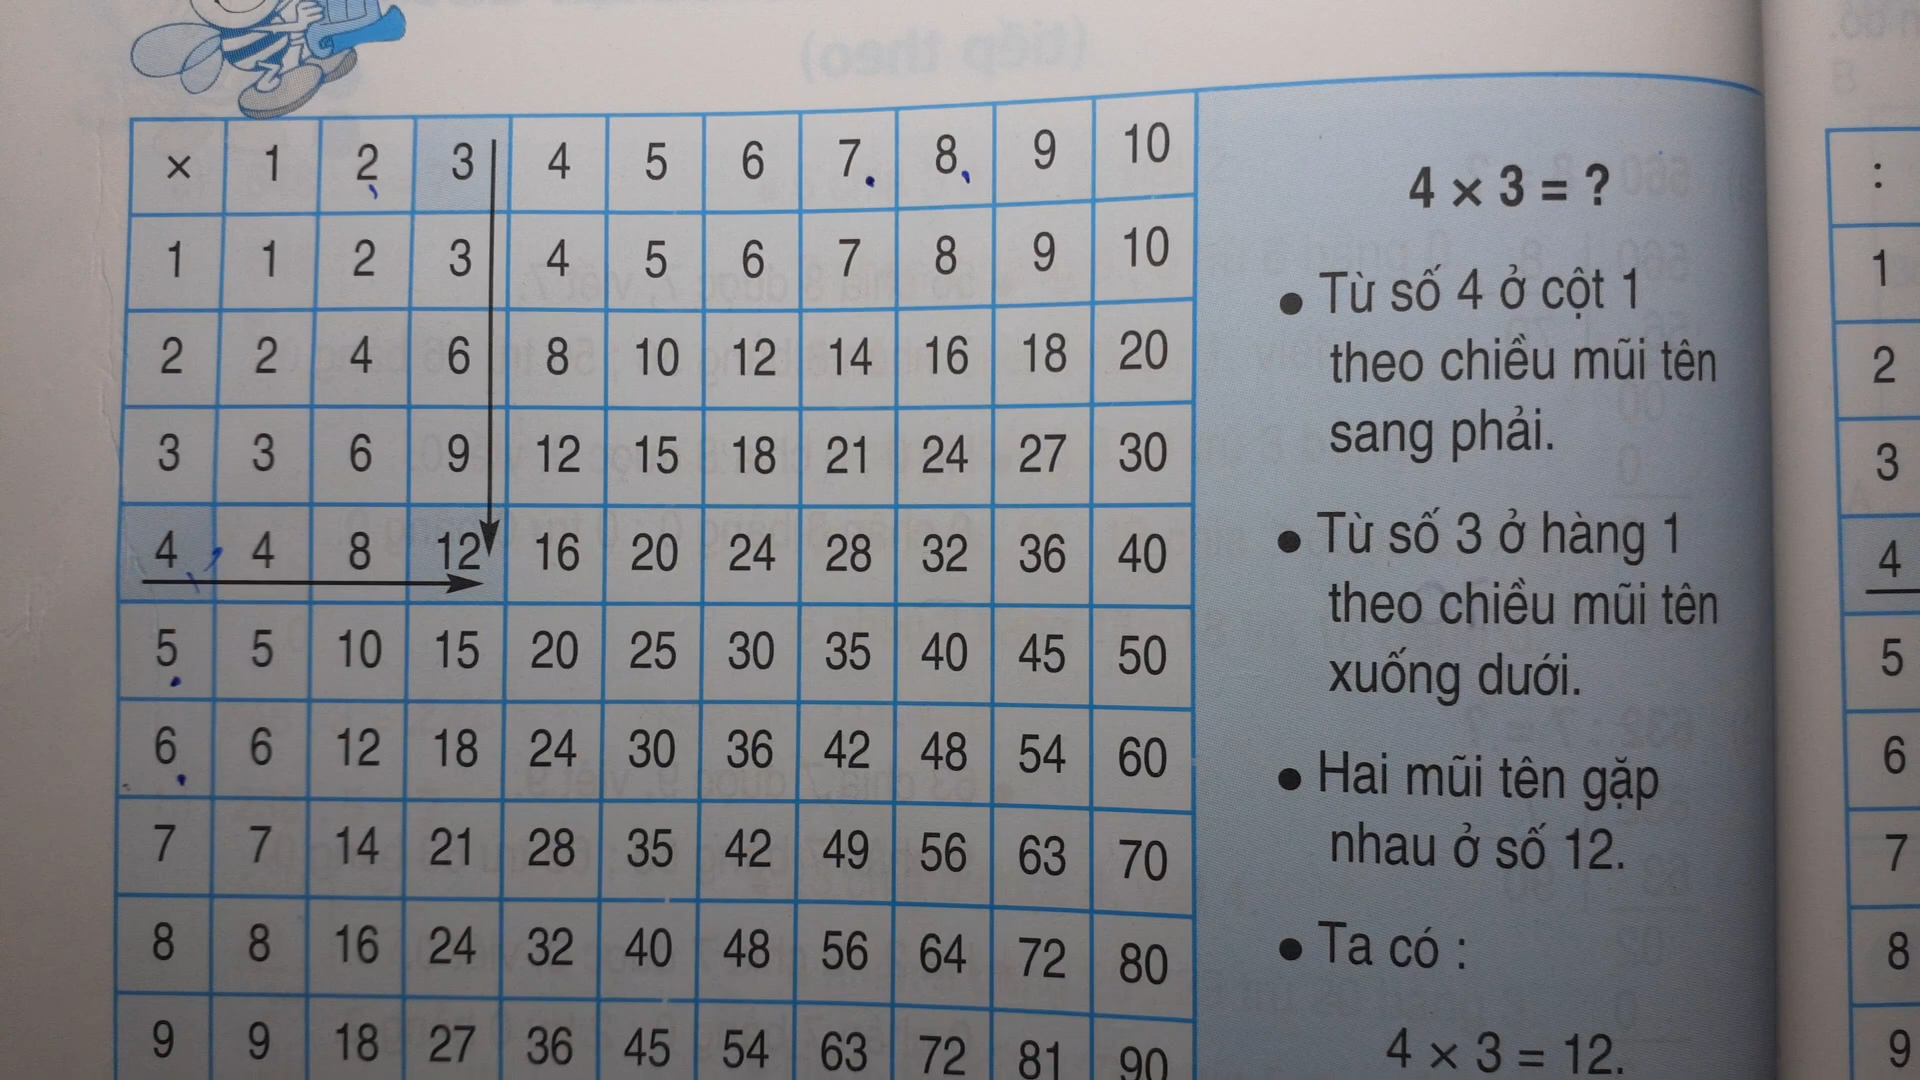 × 1 2 3 4 5 6 7 8 9 10
1 1 2 3 4 5 6 7 8 9 10
2 2 4 6 8 10 12 14 16 18 20
3 3 6 9 12 15 18 21 24 27 30
4 4 8 12 16 20 24 28 32 36 40
5 5 10 15 20 25 30 35 40 45 50
6 6 12 18 24 30 36 42 48 54 60
7 7 14 21 28 35 42 49 56 63 70
8 8 16 24 32 40 48 56 64 72 80
9 9 18 27 36 45 54 63 72 81 90
4 × 3 = ?
• Từ số 4 ở cột 1
theo chiều mũi tên
sang phải.
• Từ số 3 ở hàng 1
theo chiều mũi tên
xuống dưới.
• Hai mũi tên gặp
nhau ở số 12.
• Ta có :
4 × 3 = 12.
:
1
2
3
4
5
6
7
8
9